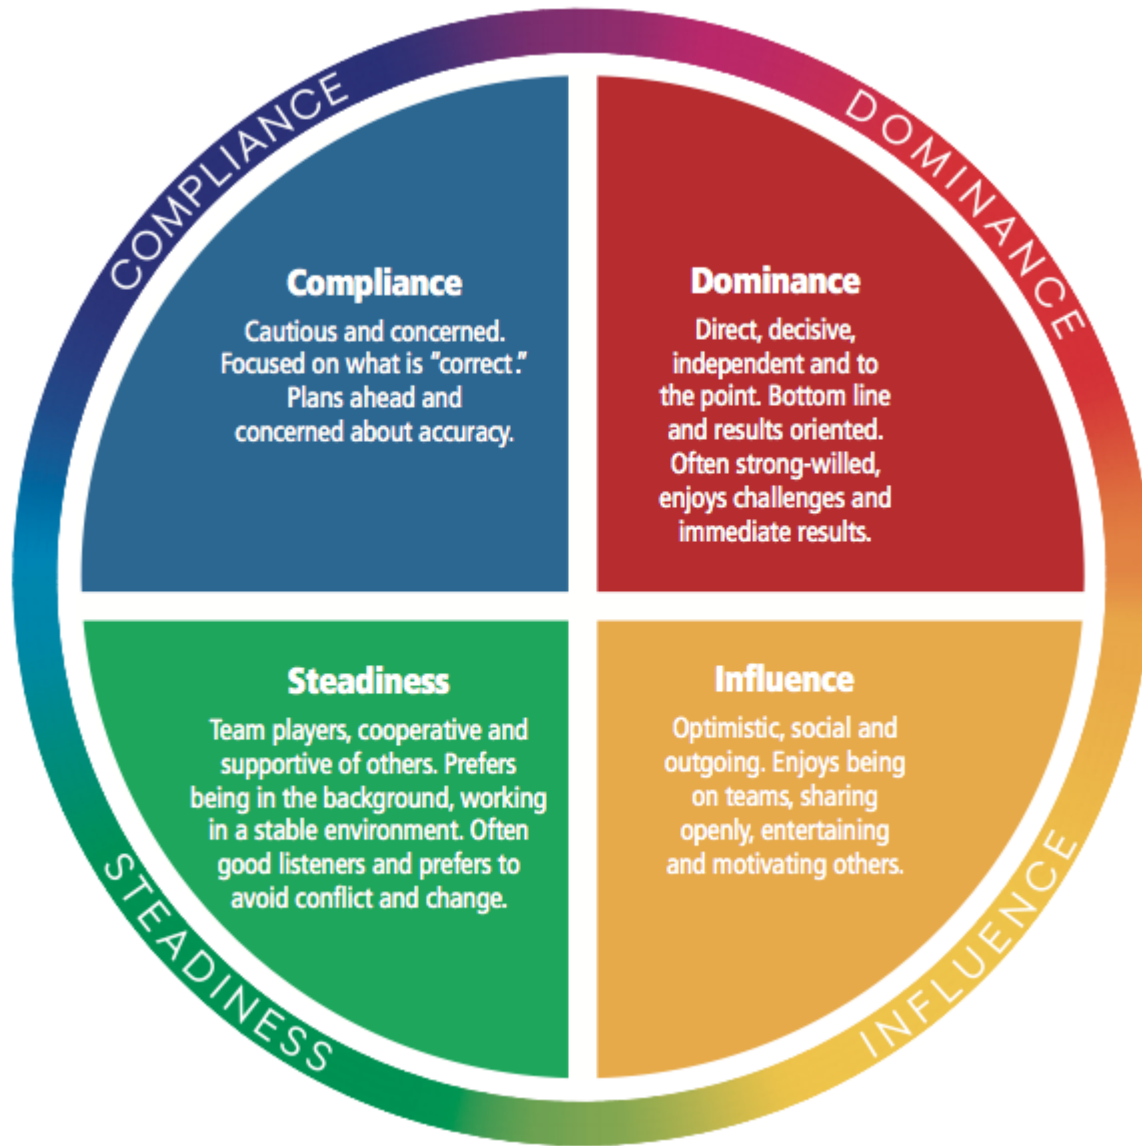 COMPLIANCE
DOMINANCE
Compliance
Cautious and concerned.
Focused on what is “correct.”
Plans ahead and
concerned about accuracy.
Dominance
Direct, decisive,
independent and to
the point. Bottom line
and results oriented.
Often strong-willed,
enjoys challenges and
immediate results.
Steadiness
Team players, cooperative and
supportive of others. Prefers
being in the background, working
in a stable environment. Often
good listeners and prefers to
avoid conflict and change.
Influence
Optimistic, social and
outgoing. Enjoys being
on teams, sharing
openly, entertaining
and motivating others.
STEADINESS
INFLUENCE